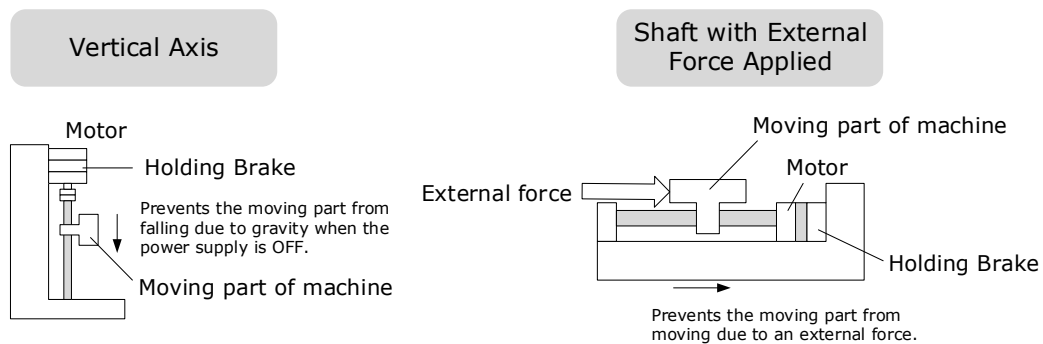 Vertical Axis
Motor
Holding Brake
Prevents the moving part from
falling due to gravity when the
power supply is OFF.
Moving part of machine
Shaft with External
Force Applied
Moving part of machine
Motor
External force
Holding Brake
Prevents the moving part from
moving due to an external force.